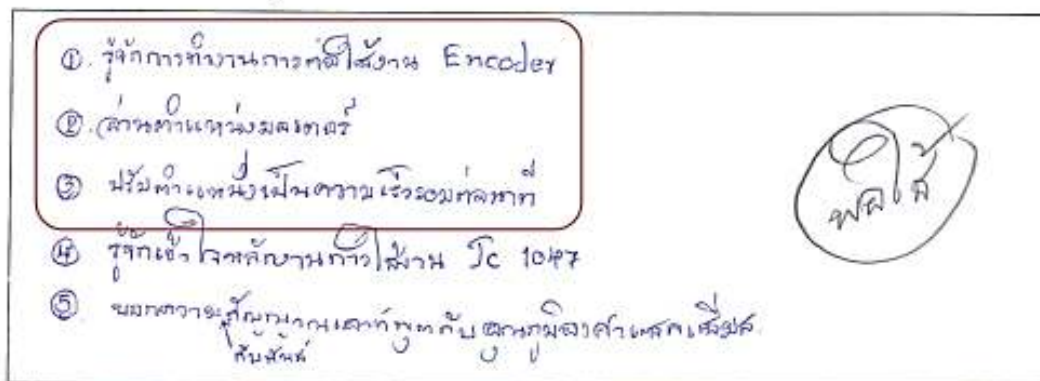 ① รู้จักการทำงานการต่อใช้งาน Encoder
② อ่านตำแหน่งมอเตอร์
③ ปรับตำแหน่งเป็นความเร็วรอบต่อนาที
④ รู้จักเข้าใจหลักงานการใช้งาน Ic 1047
⑤ บอกความสัญญาณเอาท์พุทกับอุณภูมิองศาเซลเซียส
สัมพันธ์
พอใช้